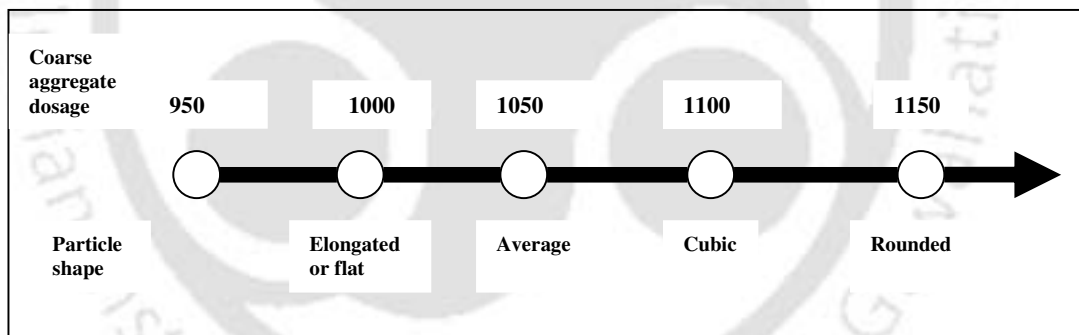 Coarse
aggregate
dosage
950 1000 1050 1100 1150
Particle
shape
Elongated
or flat
Average
Cubic
Rounded